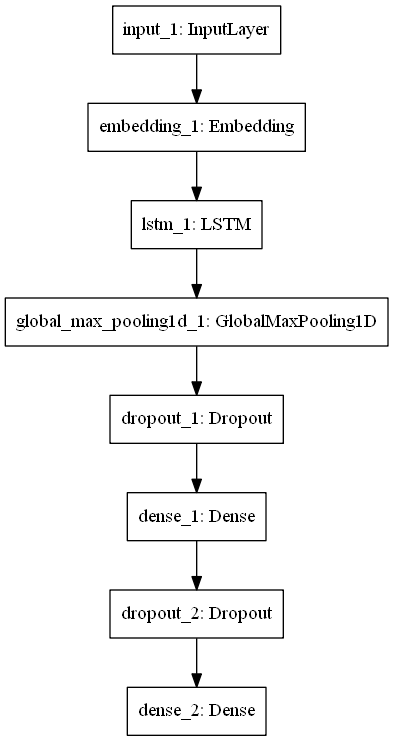 input_1: InputLayer
embedding_1: Embedding
lstm_1: LSTM
global_max_pooling1d_1: GlobalMaxPooling1D
dropout_1: Dropout
dense_1: Dense
dropout_2: Dropout
dense_2: Dense